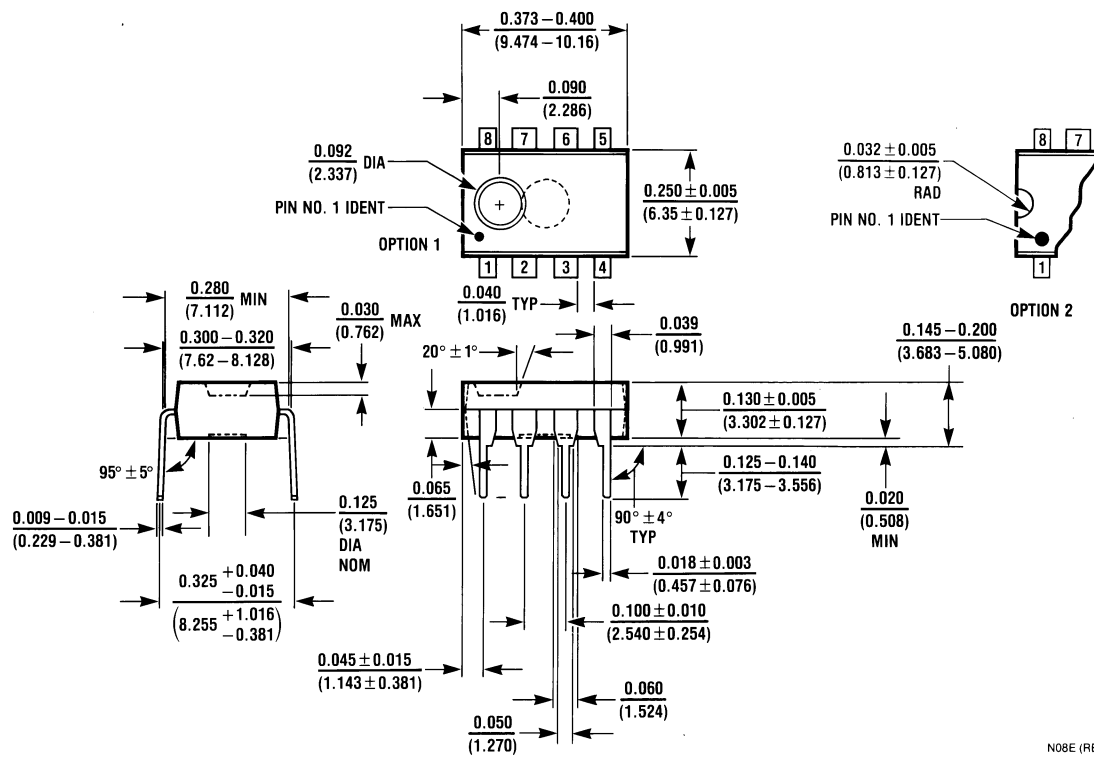 0.373 – 0.400
(9.474 – 10.16)
0.090
(2.286)
8 7 6 5
0.092 DIA
(2.337)
PIN NO. 1 IDENT
OPTION 1
0.250 ± 0.005
(6.35 ± 0.127)
1 2 3 4
0.032 ± 0.005
(0.813 ± 0.127)
RAD
PIN NO. 1 IDENT
8 7
1
OPTION 2
0.280 MIN
(7.112)
0.300 – 0.320
(7.62 – 8.128)
0.030 MAX
(0.762)
0.040 TYP
(1.016)
20° ± 1°
0.039
(0.991)
0.145 – 0.200
(3.683 – 5.080)
0.130 ± 0.005
(3.302 ± 0.127)
0.125 – 0.140
(3.175 – 3.556)
0.020
(0.508)
MIN
95° ± 5°
0.009 – 0.015
(0.229 – 0.381)
0.125
(3.175)
DIA
NOM
0.065
(1.651)
90° ± 4°
TYP
0.018 ± 0.003
(0.457 ± 0.076)
0.325 +0.040
−0.015
(8.255 +1.016
−0.381)
0.100 ± 0.010
(2.540 ± 0.254)
0.045 ± 0.015
(1.143 ± 0.381)
0.060
(1.524)
0.050
(1.270)
N08E (RE